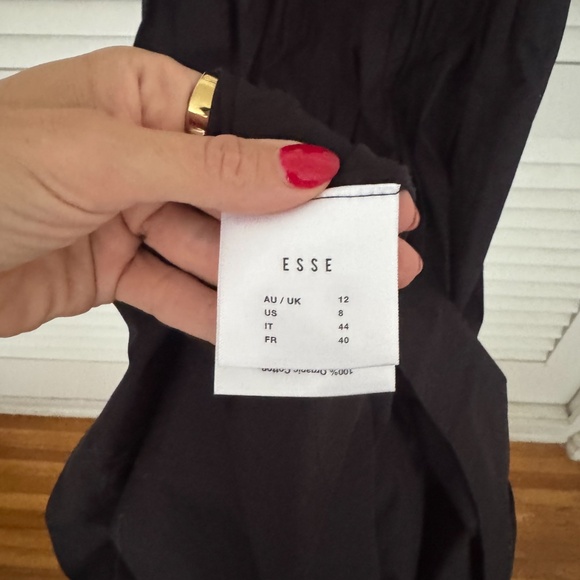 ESSE
AU / UK 12
US 8
IT 44
FR 40
100% Organic Cotton